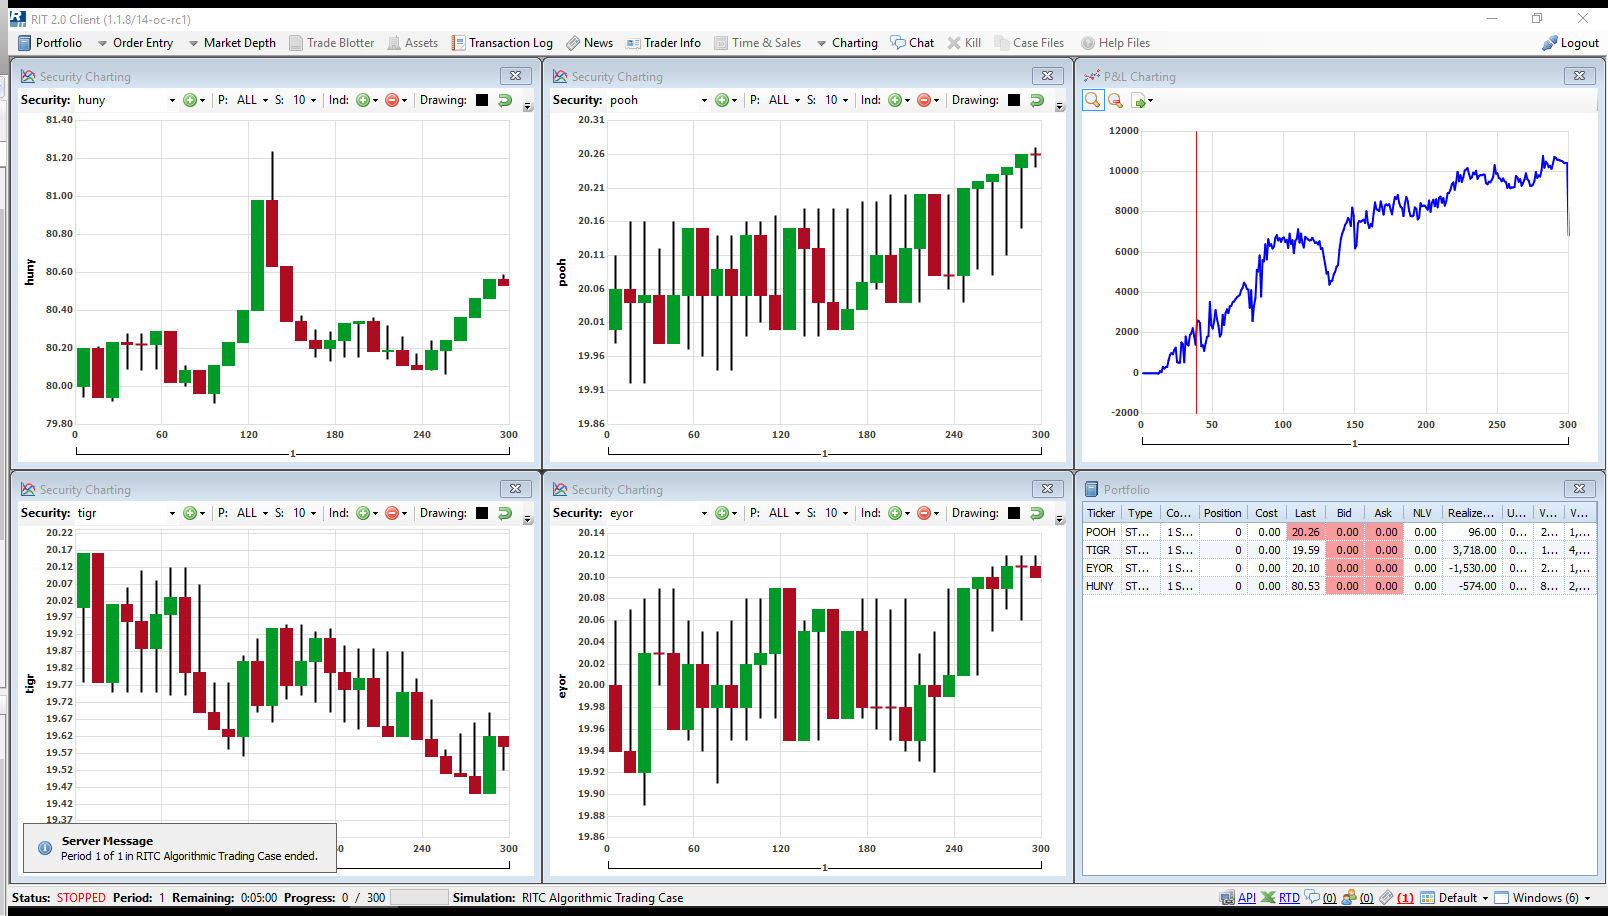 RIT 2.0 Client (1.1.8/14-oc-rc1)
Portfolio Order Entry Market Depth Trade Blotter Assets Transaction Log News Trader Info Time & Sales Charting Chat Kill Case Files Help Files Logout
Security Charting
Security: huny P: ALL S: 10 Ind: Drawing:
81.40
81.20
81.00
80.80
80.60
80.40
80.20
80.00
79.80
huny
0 60 120 180 240 300
1
Security Charting
Security: pooh P: ALL S: 10 Ind: Drawing:
20.31
20.26
20.21
20.16
20.11
20.06
20.01
19.96
19.91
19.86
pooh
0 60 120 180 240 300
1
P&L Charting
12000
10000
8000
6000
4000
2000
0
-2000
0 50 100 150 200 250 300
1
Security Charting
Security: tigr P: ALL S: 10 Ind: Drawing:
20.22
20.17
20.12
20.07
20.02
19.97
19.92
19.87
19.82
19.77
19.72
19.67
19.62
19.57
19.52
19.47
19.42
19.37
tigr
240 300
Server Message
Period 1 of 1 in RITC Algorithmic Trading Case ended.
Security Charting
Security: eyor P: ALL S: 10 Ind: Drawing:
20.14
20.12
20.10
20.08
20.06
20.04
20.02
20.00
19.98
19.96
19.94
19.92
19.90
19.88
19.86
eyor
0 60 120 180 240 300
1
Portfolio
Ticker Type Co... Position Cost Last Bid Ask NLV Realize... U... V... V...
POOH ST... 1 S... 0 0.00 20.26 0.00 0.00 0.00 96.00 0... 2... 1,...
TIGR ST... 1 S... 0 0.00 19.59 0.00 0.00 0.00 3,718.00 0... 1... 4,...
EYOR ST... 1 S... 0 0.00 20.10 0.00 0.00 0.00 -1,530.00 0... 2... 1,...
HUNY ST... 1 S... 0 0.00 80.53 0.00 0.00 0.00 -574.00 0... 8... 2,...
Status: STOPPED Period: 1 Remaining: 0:05:00 Progress: 0 / 300 Simulation: RITC Algorithmic Trading Case API RTD (0) (0) (1) Default Windows (6)